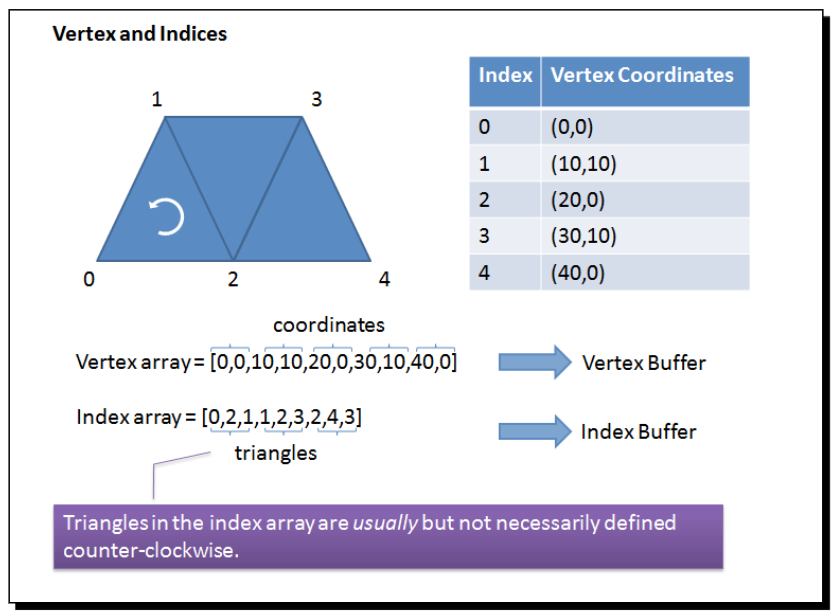 Vertex and Indices
1 3
0 2 4
Index Vertex Coordinates
0 (0,0)
1 (10,10)
2 (20,0)
3 (30,10)
4 (40,0)
coordinates
Vertex array = [0,0,10,10,20,0,30,10,40,0] Vertex Buffer
Index array = [0,2,1,1,2,3,2,4,3] Index Buffer
triangles
Triangles in the index array are usually but not necessarily defined
counter-clockwise.